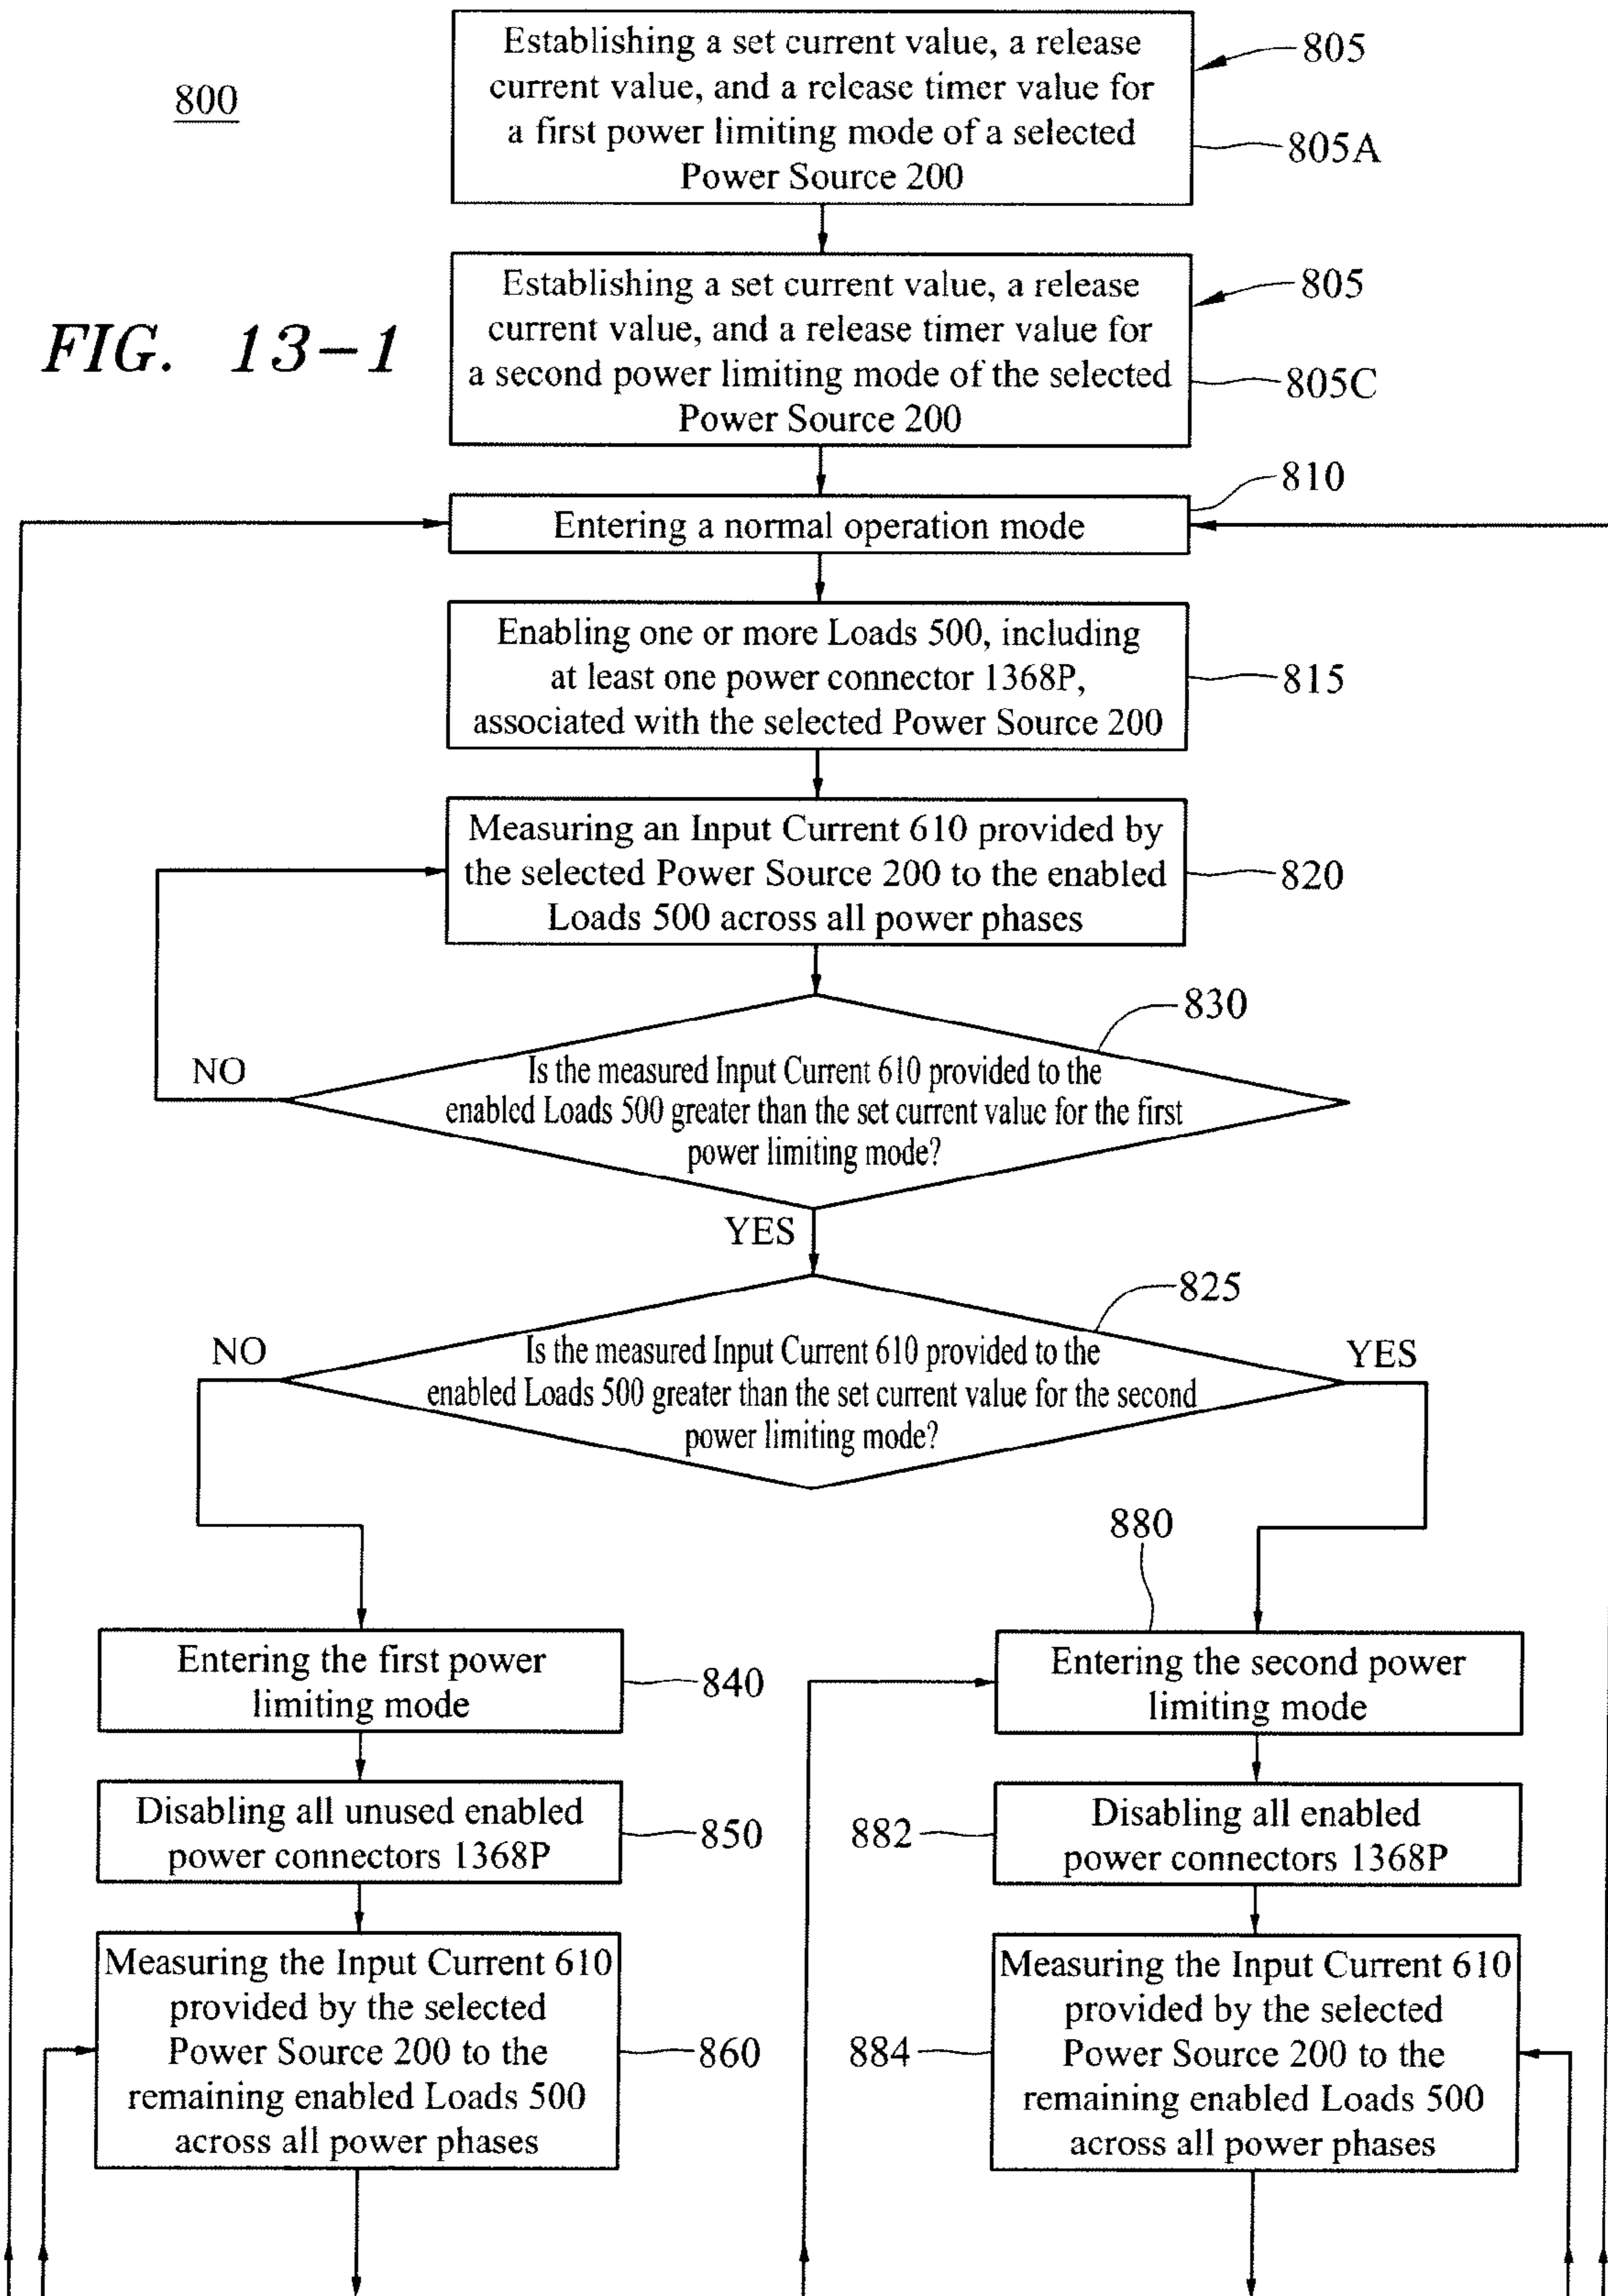 800
Establishing a set current value, a release
current value, and a release timer value for
a first power limiting mode of a selected
Power Source 200
805
805A
FIG. 13-1
Establishing a set current value, a release
current value, and a release timer value for
a second power limiting mode of the selected
Power Source 200
805
805C
Entering a normal operation mode
810
Enabling one or more Loads 500, including
at least one power connector 1368P,
associated with the selected Power Source 200
815
Measuring an Input Current 610 provided by
the selected Power Source 200 to the enabled
Loads 500 across all power phases
820
830
NO
Is the measured Input Current 610 provided to the
enabled Loads 500 greater than the set current value for the first
power limiting mode?
YES
825
NO
Is the measured Input Current 610 provided to the
enabled Loads 500 greater than the set current value for the second
power limiting mode?
YES
Entering the first power
limiting mode
840
Disabling all unused enabled
power connectors 1368P
850
Measuring the Input Current 610
provided by the selected
Power Source 200 to the
remaining enabled Loads 500
across all power phases
860
880
Entering the second power
limiting mode
882
Disabling all enabled
power connectors 1368P
884
Measuring the Input Current 610
provided by the selected
Power Source 200 to the
remaining enabled Loads 500
across all power phases